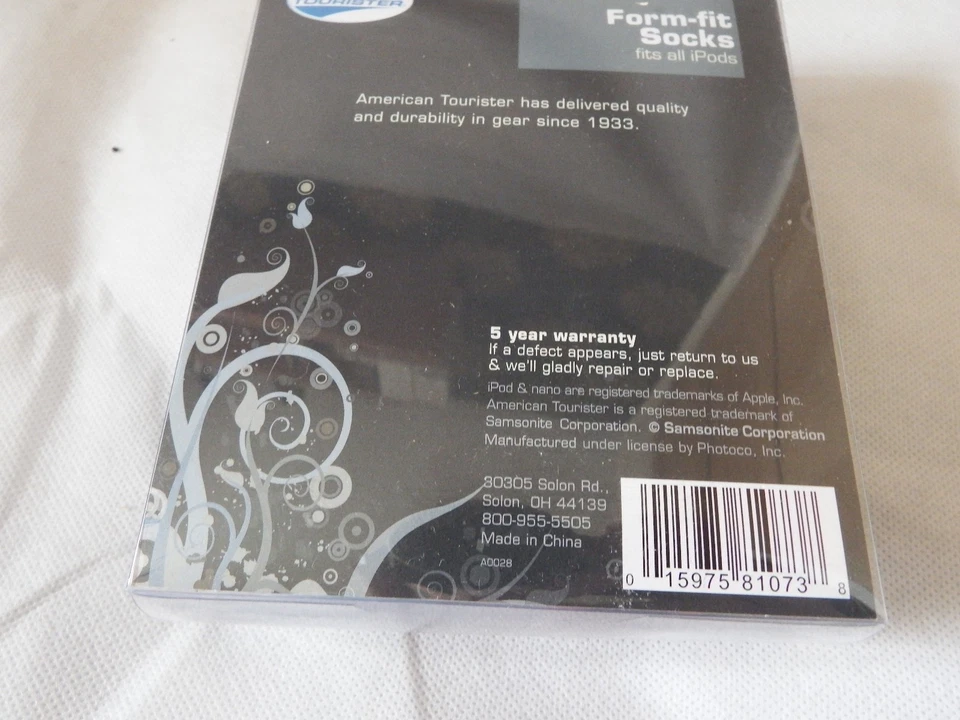 TOURISTER
Form-fit
Socks
fits all iPods
American Tourister has delivered quality
and durability in gear since 1933.
5 year warranty
If a defect appears, just return to us
& we'll gladly repair or replace.
iPod & nano are registered trademarks of Apple, Inc.
American Tourister is a registered trademark of
Samsonite Corporation. © Samsonite Corporation
Manufactured under license by Photoco, Inc.
30305 Solon Rd.,
Solon, OH 44139
800-955-5505
Made in China
A0028
0 15975 81073 8